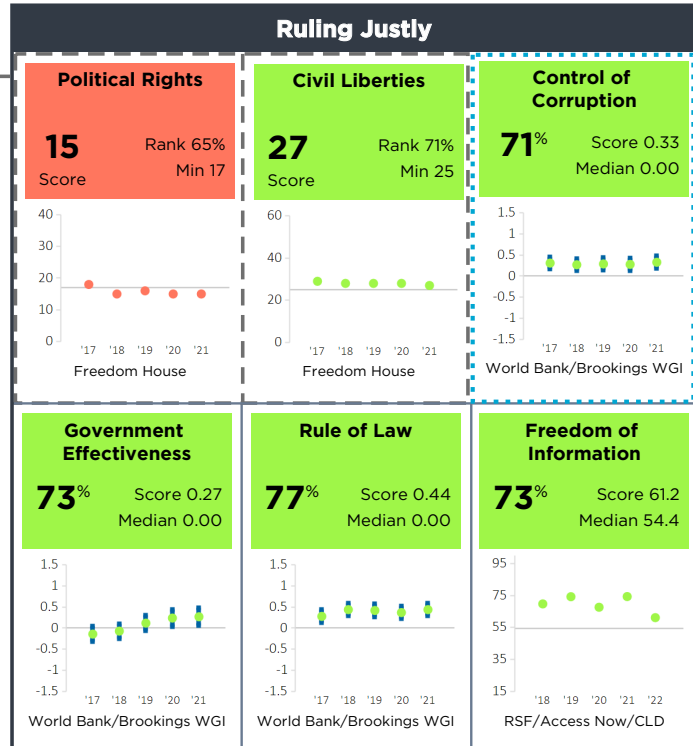 Ruling Justly
Political Rights
15
Score
Rank 65%
Min 17
40
30
20
10
0
'17 '18 '19 '20 '21
Freedom House
Civil Liberties
27
Score
Rank 71%
Min 25
60
40
20
0
'17 '18 '19 '20 '21
Freedom House
Control of
Corruption
71%
Score 0.33
Median 0.00
1.5
1
0.5
0
-0.5
-1
-1.5
'17 '18 '19 '20 '21
World Bank/Brookings WGI
Government
Effectiveness
73%
Score 0.27
Median 0.00
1.5
1
0.5
0
-0.5
-1
-1.5
'17 '18 '19 '20 '21
World Bank/Brookings WGI
Rule of Law
77%
Score 0.44
Median 0.00
1.5
1
0.5
0
-0.5
-1
-1.5
'17 '18 '19 '20 '21
World Bank/Brookings WGI
Freedom of
Information
73%
Score 61.2
Median 54.4
95
75
55
35
15
'18 '19 '20 '21 '22
RSF/Access Now/CLD